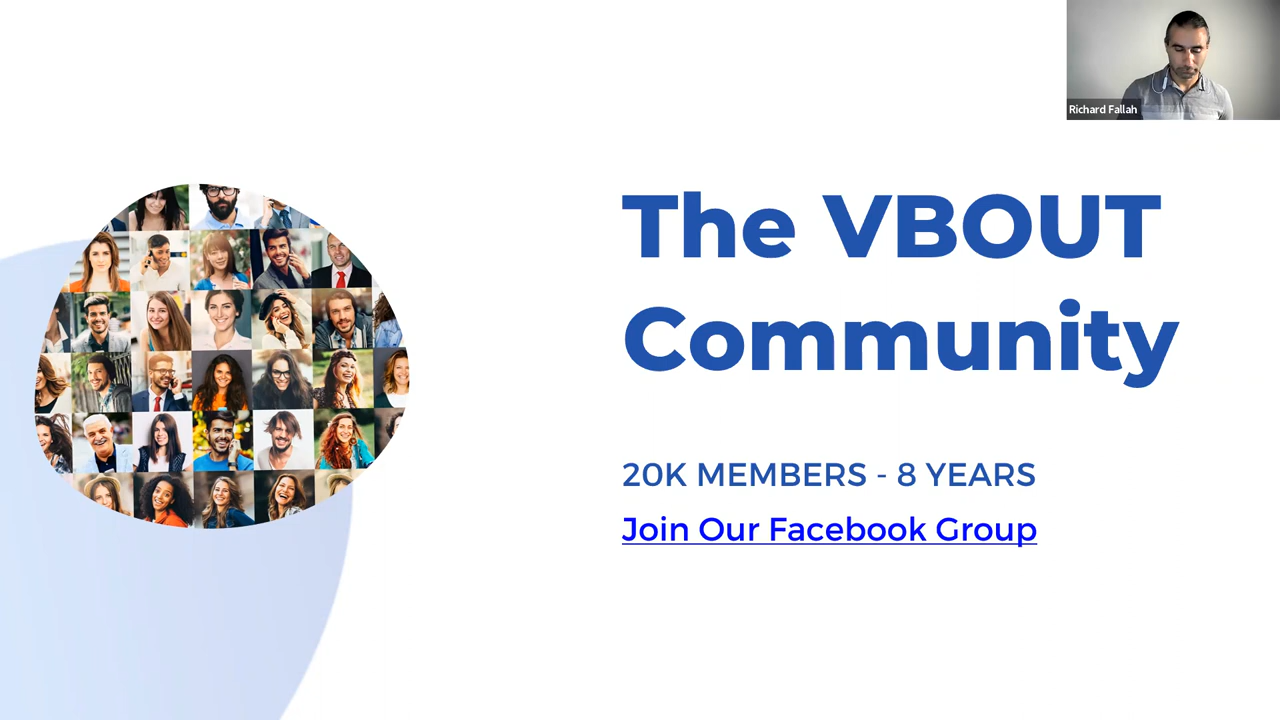 Richard Fallah
The VBOUT
Community
20K MEMBERS - 8 YEARS
Join Our Facebook Group